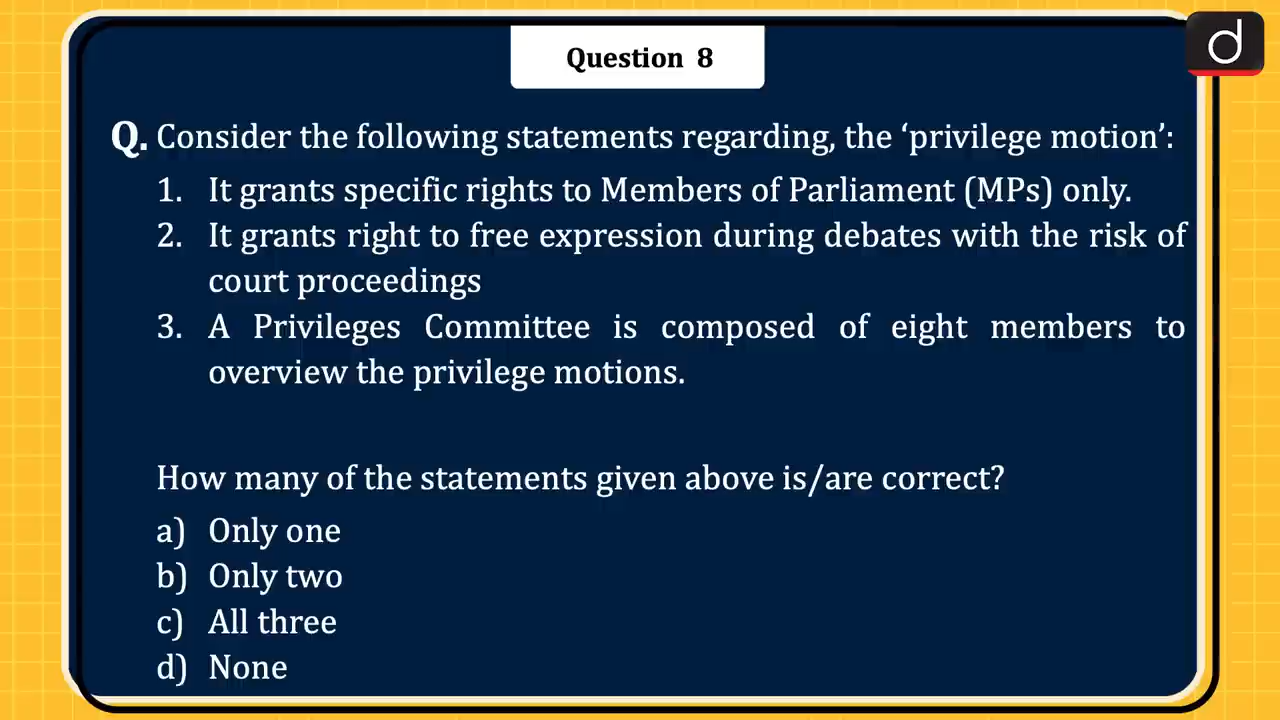 Question 8
d
Q. Consider the following statements regarding, the ‘privilege motion’:
1. It grants specific rights to Members of Parliament (MPs) only.
2. It grants right to free expression during debates with the risk of
court proceedings
3. A Privileges Committee is composed of eight members to
overview the privilege motions.
How many of the statements given above is/are correct?
a) Only one
b) Only two
c) All three
d) None